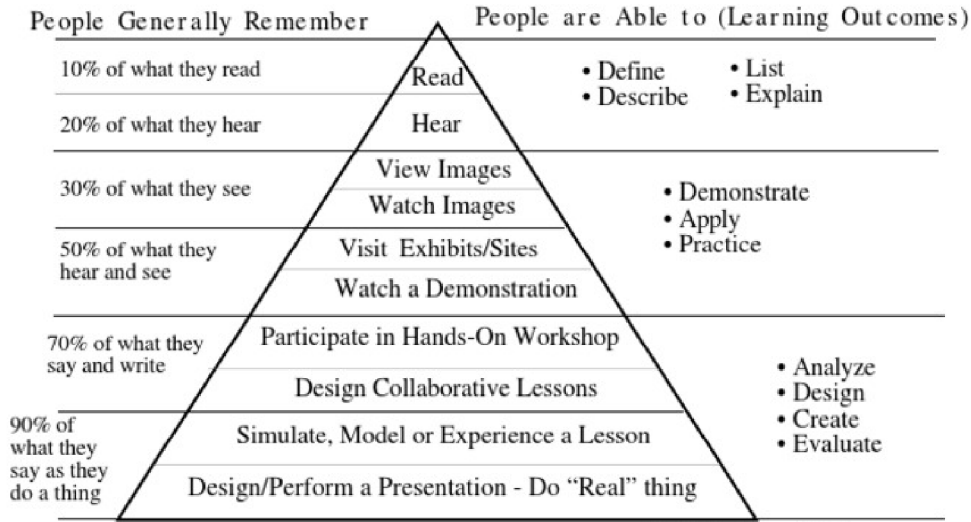 People Generally Remember
People are Able to (Learning Outcomes)
10% of what they read
Read
• Define
• List
• Describe
• Explain
20% of what they hear
Hear
30% of what they see
View Images
Watch Images
• Demonstrate
• Apply
• Practice
50% of what they
hear and see
Visit Exhibits/Sites
Watch a Demonstration
70% of what they
say and write
Participate in Hands-On Workshop
Design Collaborative Lessons
• Analyze
• Design
• Create
• Evaluate
90% of
what they
say as they
do a thing
Simulate, Model or Experience a Lesson
Design/Perform a Presentation - Do “Real” thing